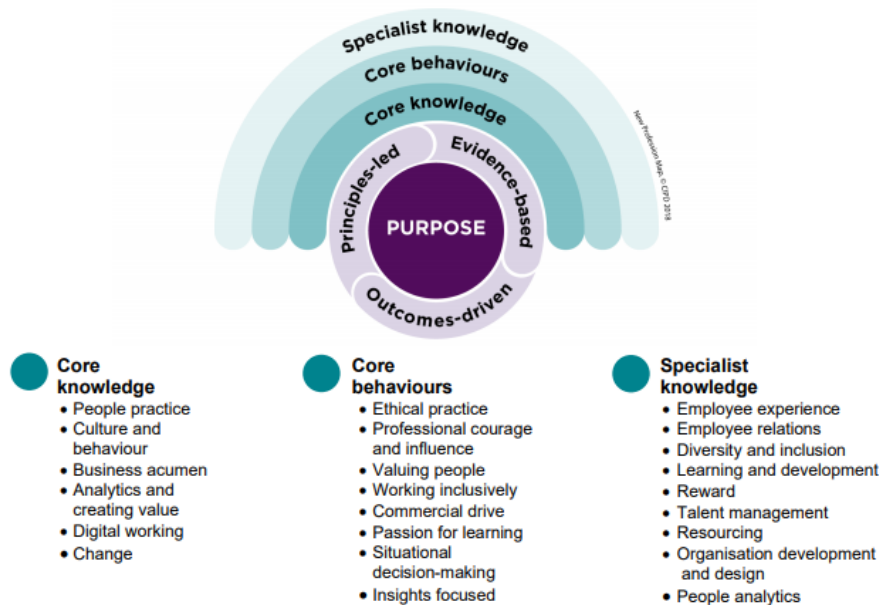 Specialist knowledge
Core behaviours
Core knowledge
Principles-led
Evidence-based
PURPOSE
Outcomes-driven
New Profession Map, © CIPD 2018
Core
knowledge
• People practice
• Culture and
behaviour
• Business acumen
• Analytics and
creating value
• Digital working
• Change
Core
behaviours
• Ethical practice
• Professional courage
and influence
• Valuing people
• Working inclusively
• Commercial drive
• Passion for learning
• Situational
decision-making
• Insights focused
Specialist
knowledge
• Employee experience
• Employee relations
• Diversity and inclusion
• Learning and development
• Reward
• Talent management
• Resourcing
• Organisation development
and design
• People analytics